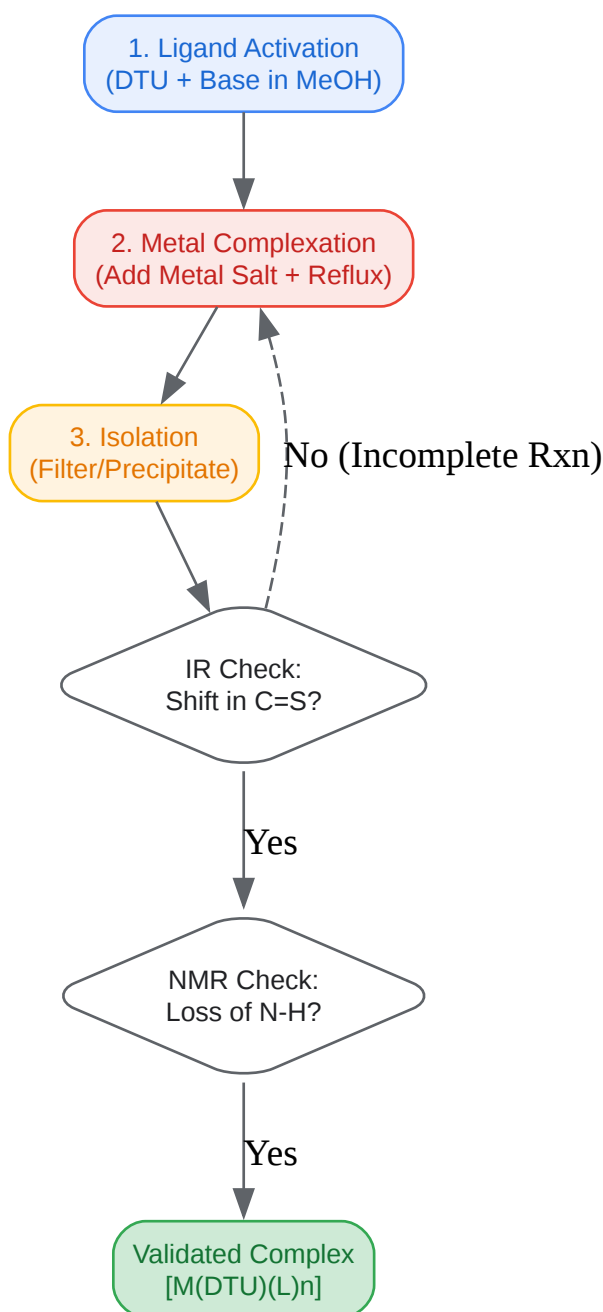 1. Ligand Activation
(DTU + Base in MeOH)
2. Metal Complexation
(Add Metal Salt + Reflux)
3. Isolation
(Filter/Precipitate)
No (Incomplete Rxn)
IR Check:
Shift in C=S?
Yes
NMR Check:
Loss of N-H?
Yes
Validated Complex
[M(DTU)(L)n]